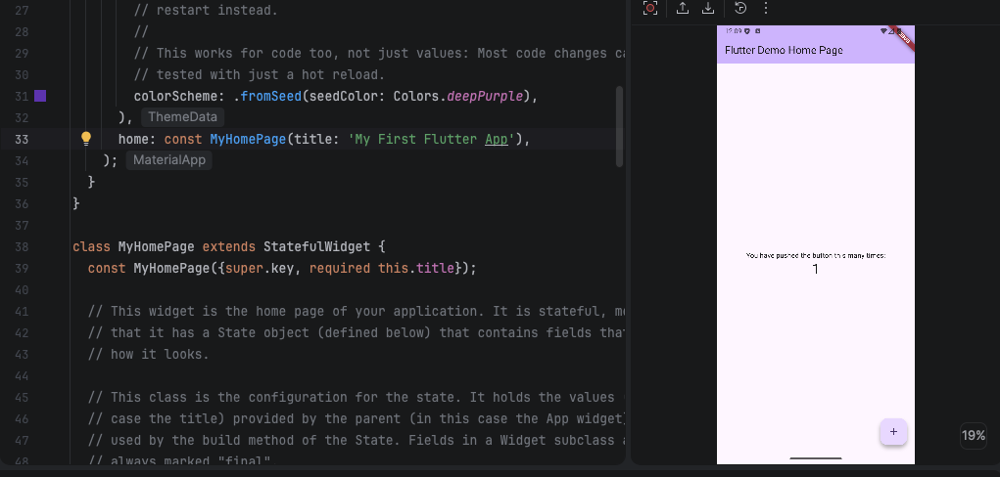 27 // restart instead.
28 //
29 // This works for code too, not just values: Most code changes ca
30 // tested with just a hot reload.
31 colorScheme: .fromSeed(seedColor: Colors.deepPurple),
32 ), ThemeData
33 home: const MyHomePage(title: 'My First Flutter App'),
34 ); MaterialApp
35 }
36 }
37
38 class MyHomePage extends StatefulWidget {
39 const MyHomePage({super.key, required this.title});
40
41 // This widget is the home page of your application. It is stateful, me
42 // that it has a State object (defined below) that contains fields tha
43 // how it looks.
44
45 // This class is the configuration for the state. It holds the values
46 // case the title) provided by the parent (in this case the App widget)
47 // used by the build method of the State. Fields in a Widget subclass a
48 // always marked "final".
12:09
Flutter Demo Home Page
You have pushed the button this many times:
1
+
19%